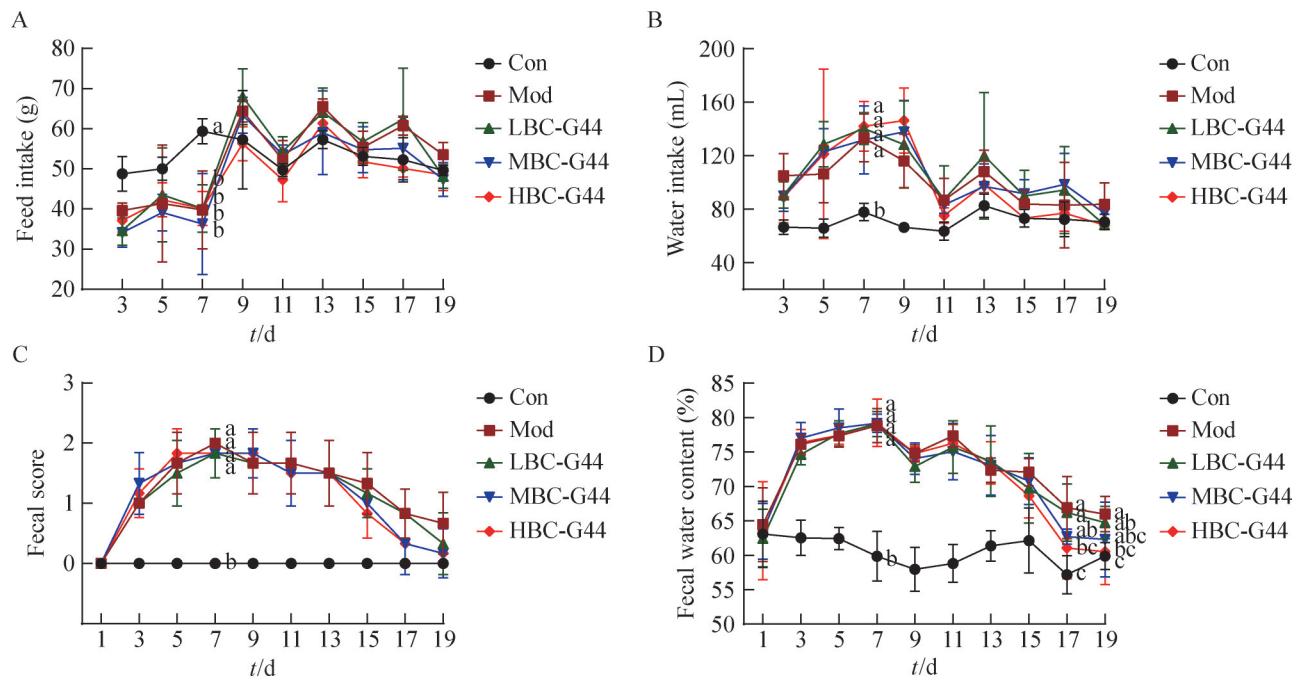 A
Feed intake (g)
80
70
60
50
40
30
20
a
b
b
b
b
3 5 7 9 11 13 15 17 19
t/d
Con
Mod
LBC-G44
MBC-G44
HBC-G44
B
Water intake (mL)
200
160
120
80
40
a
a
a
a
b
3 5 7 9 11 13 15 17 19
t/d
Con
Mod
LBC-G44
MBC-G44
HBC-G44
C
Fecal score
3
2
1
0
a
a
a
a
b
1 3 5 7 9 11 13 15 17 19
t/d
Con
Mod
LBC-G44
MBC-G44
HBC-G44
D
Fecal water content (%)
85
80
75
70
65
60
55
50
a
a
a
a
b
a
a
b
bc
c
a
ab
abc
bc
c
1 3 5 7 9 11 13 15 17 19
t/d
Con
Mod
LBC-G44
MBC-G44
HBC-G44